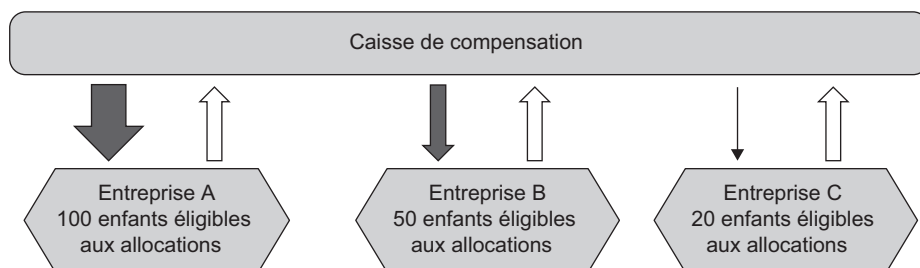 Caisse de compensation
Entreprise A
100 enfants éligibles
aux allocations
Entreprise B
50 enfants éligibles
aux allocations
Entreprise C
20 enfants éligibles
aux allocations